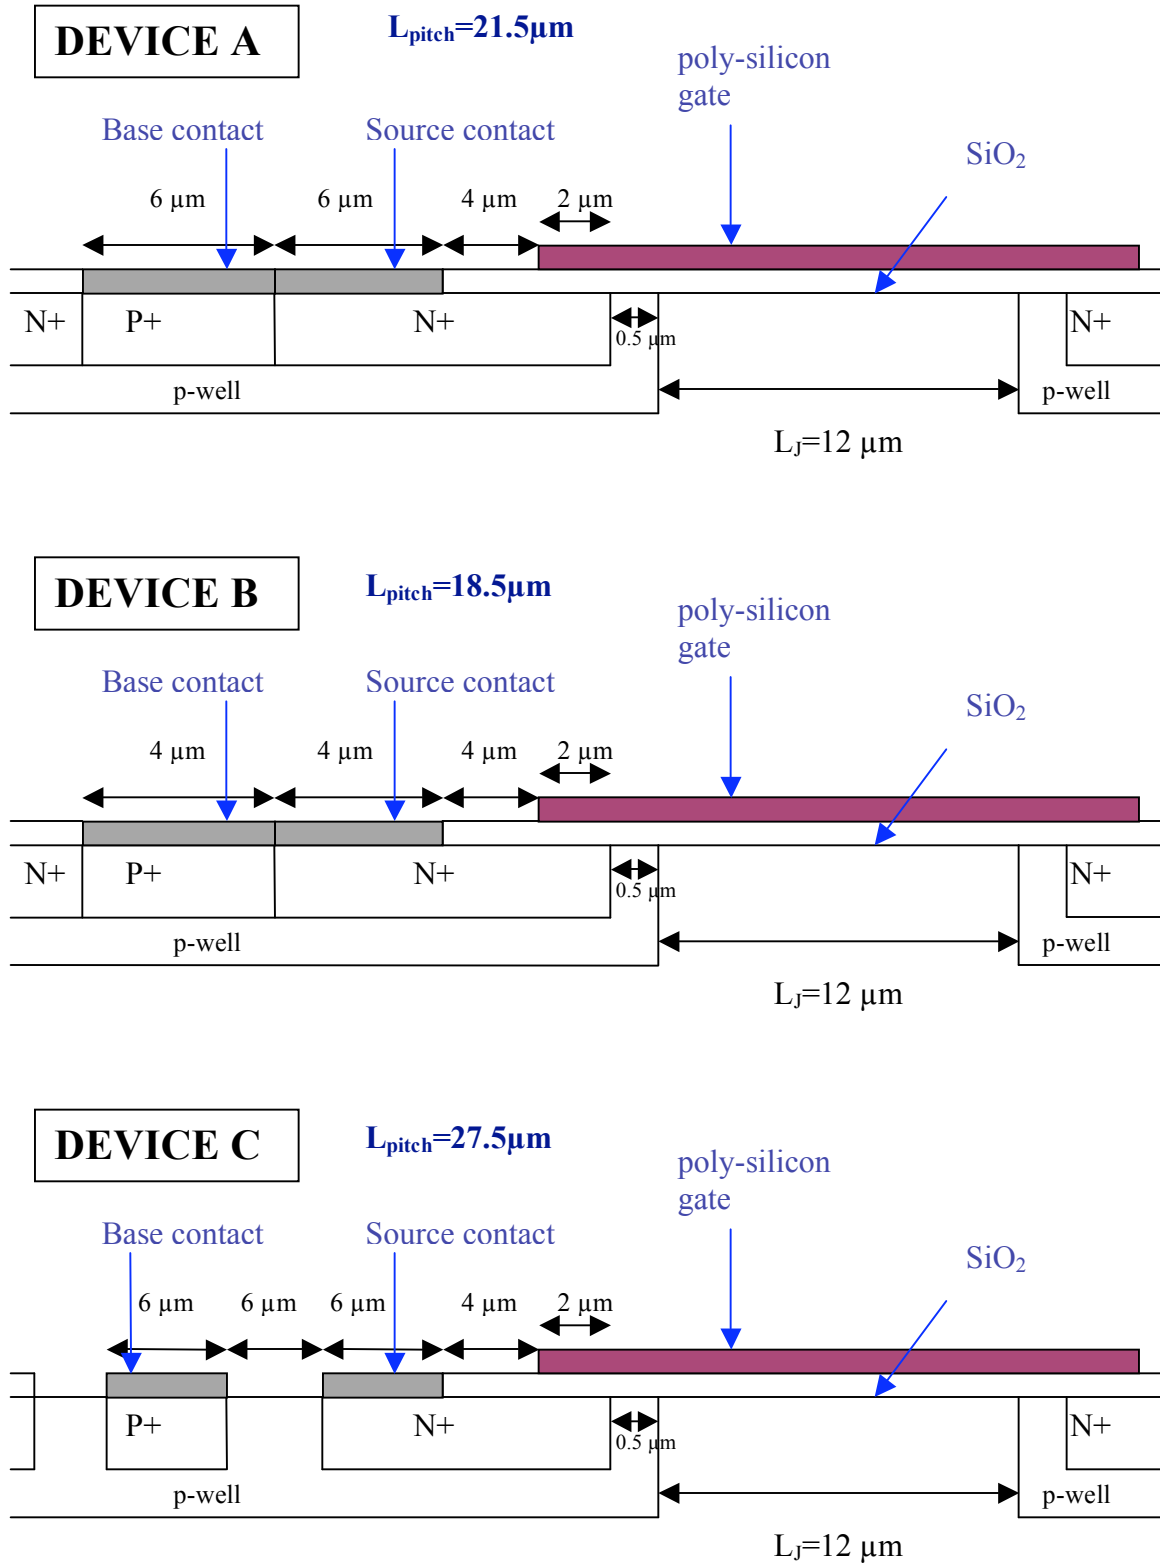 DEVICE A
Lpitch=21.5µm
poly-silicon
gate
Base contact
Source contact
SiO2
6 µm
6 µm
4 µm
2 µm
N+
P+
N+
0.5 µm
N+
p-well
p-well
LJ=12 µm
DEVICE B
Lpitch=18.5µm
poly-silicon
gate
Base contact
Source contact
SiO2
4 µm
4 µm
4 µm
2 µm
N+
P+
N+
0.5 µm
N+
p-well
p-well
LJ=12 µm
DEVICE C
Lpitch=27.5µm
poly-silicon
gate
Base contact
Source contact
SiO2
6 µm
6 µm
6 µm
4 µm
2 µm
P+
N+
0.5 µm
N+
p-well
p-well
LJ=12 µm